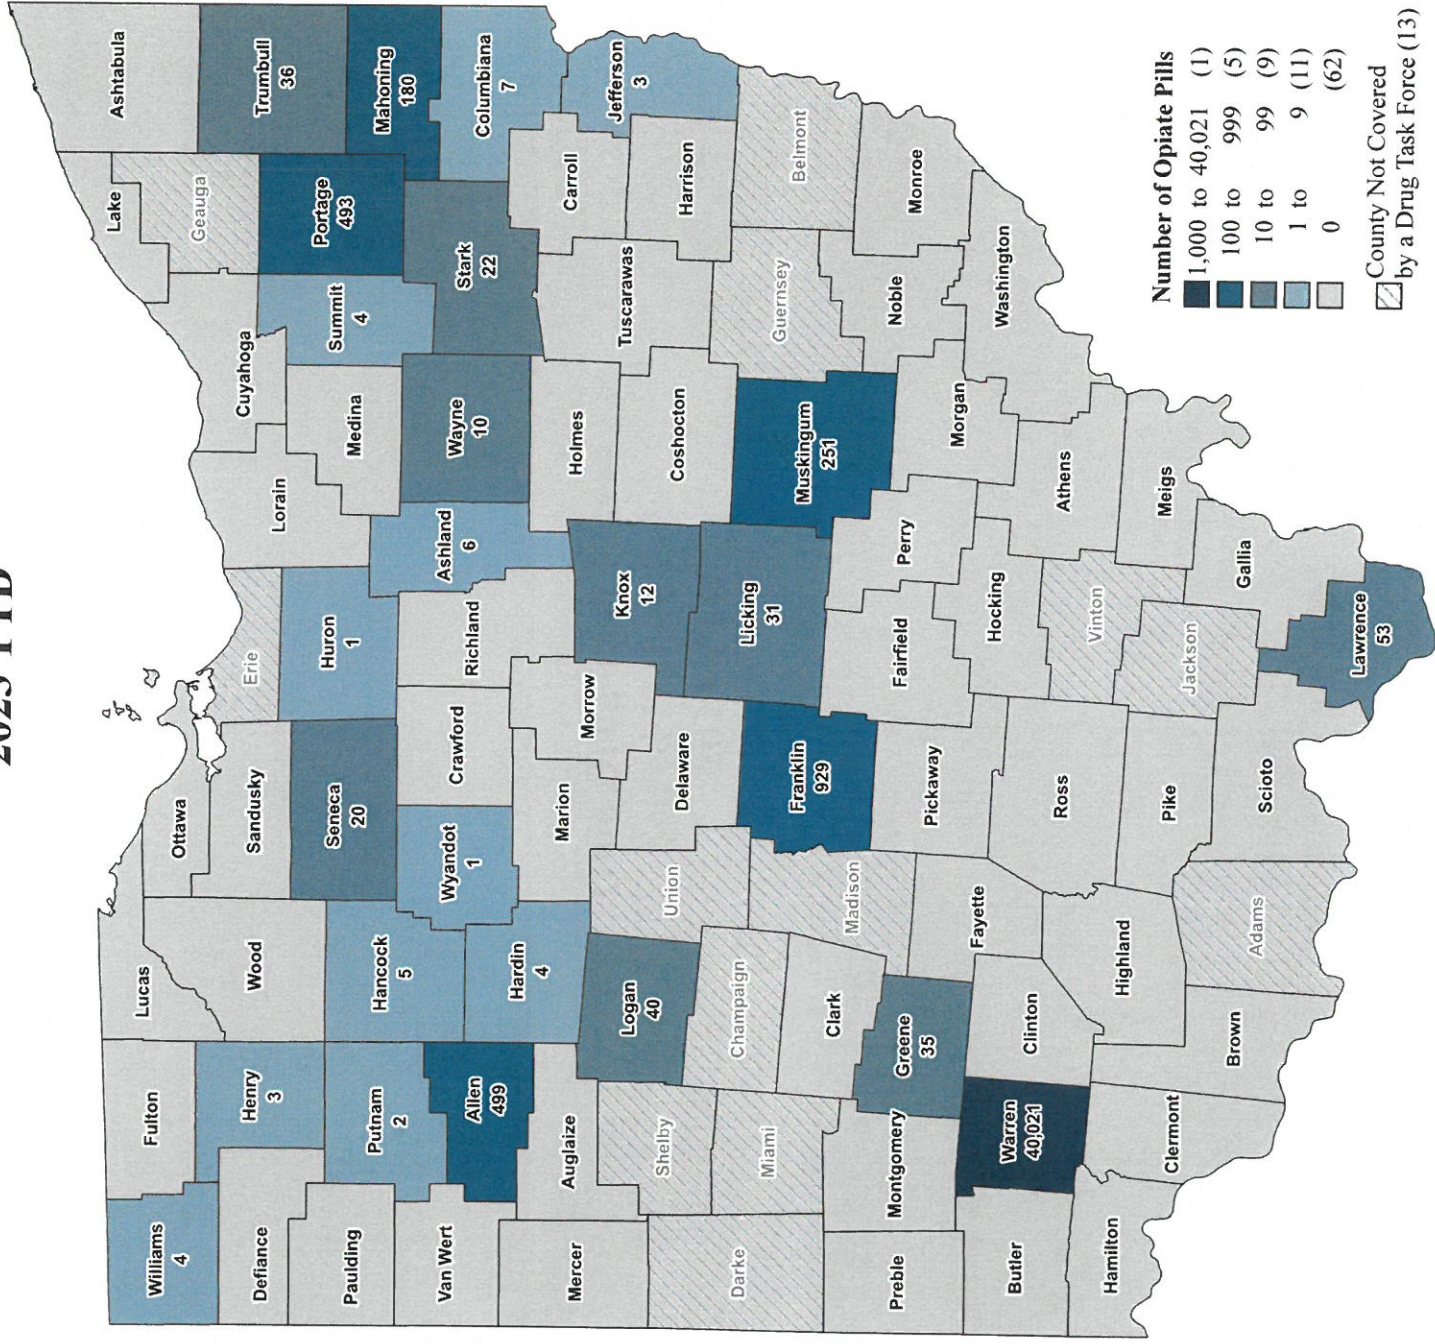 Ashtabula
Lake
Lucas
Fulton
Williams
4
Ottawa
Geauga
Cuyahoga
Henry
3
Wood
Sandusky
Erie
Trumbull
36
Defiance
Lorain
Portage
493
Huron
1
Seneca
20
Summit
4
Medina
Paulding
Putnam
2
Hancock
5
Mahoning
180
Van Wert
Allen
499
Wyandot
1
Crawford
Richland
Ashland
6
Wayne
10
Stark
22
Columbiana
7
Hardin
4
Mercer
Auglaize
Marion
Morrow
Holmes
Carroll
Jefferson
3
Logan
40
Knox
12
Tuscarawas
Shelby
Union
Delaware
Coshocton
Harrison
Darke
Champaign
Miami
Licking
31
Guernsey
Belmont
Franklin
929
Muskingum
251
Clark
Madison
Preble
Montgomery
Greene
35
Fairfield
Perry
Noble
Monroe
Pickaway
Fayette
Morgan
Butler
Warren
40,021
Clinton
Hocking
Washington
Ross
Athens
Hamilton
Clermont
Highland
Vinton
Pike
Meigs
Brown
Adams
Jackson
Gallia
Scioto
Lawrence
53
Number of Opiate Pills
1,000 to 40,021 (1)
100 to 999 (5)
10 to 99 (9)
1 to 9 (11)
0 (62)
County Not Covered
by a Drug Task Force (13)